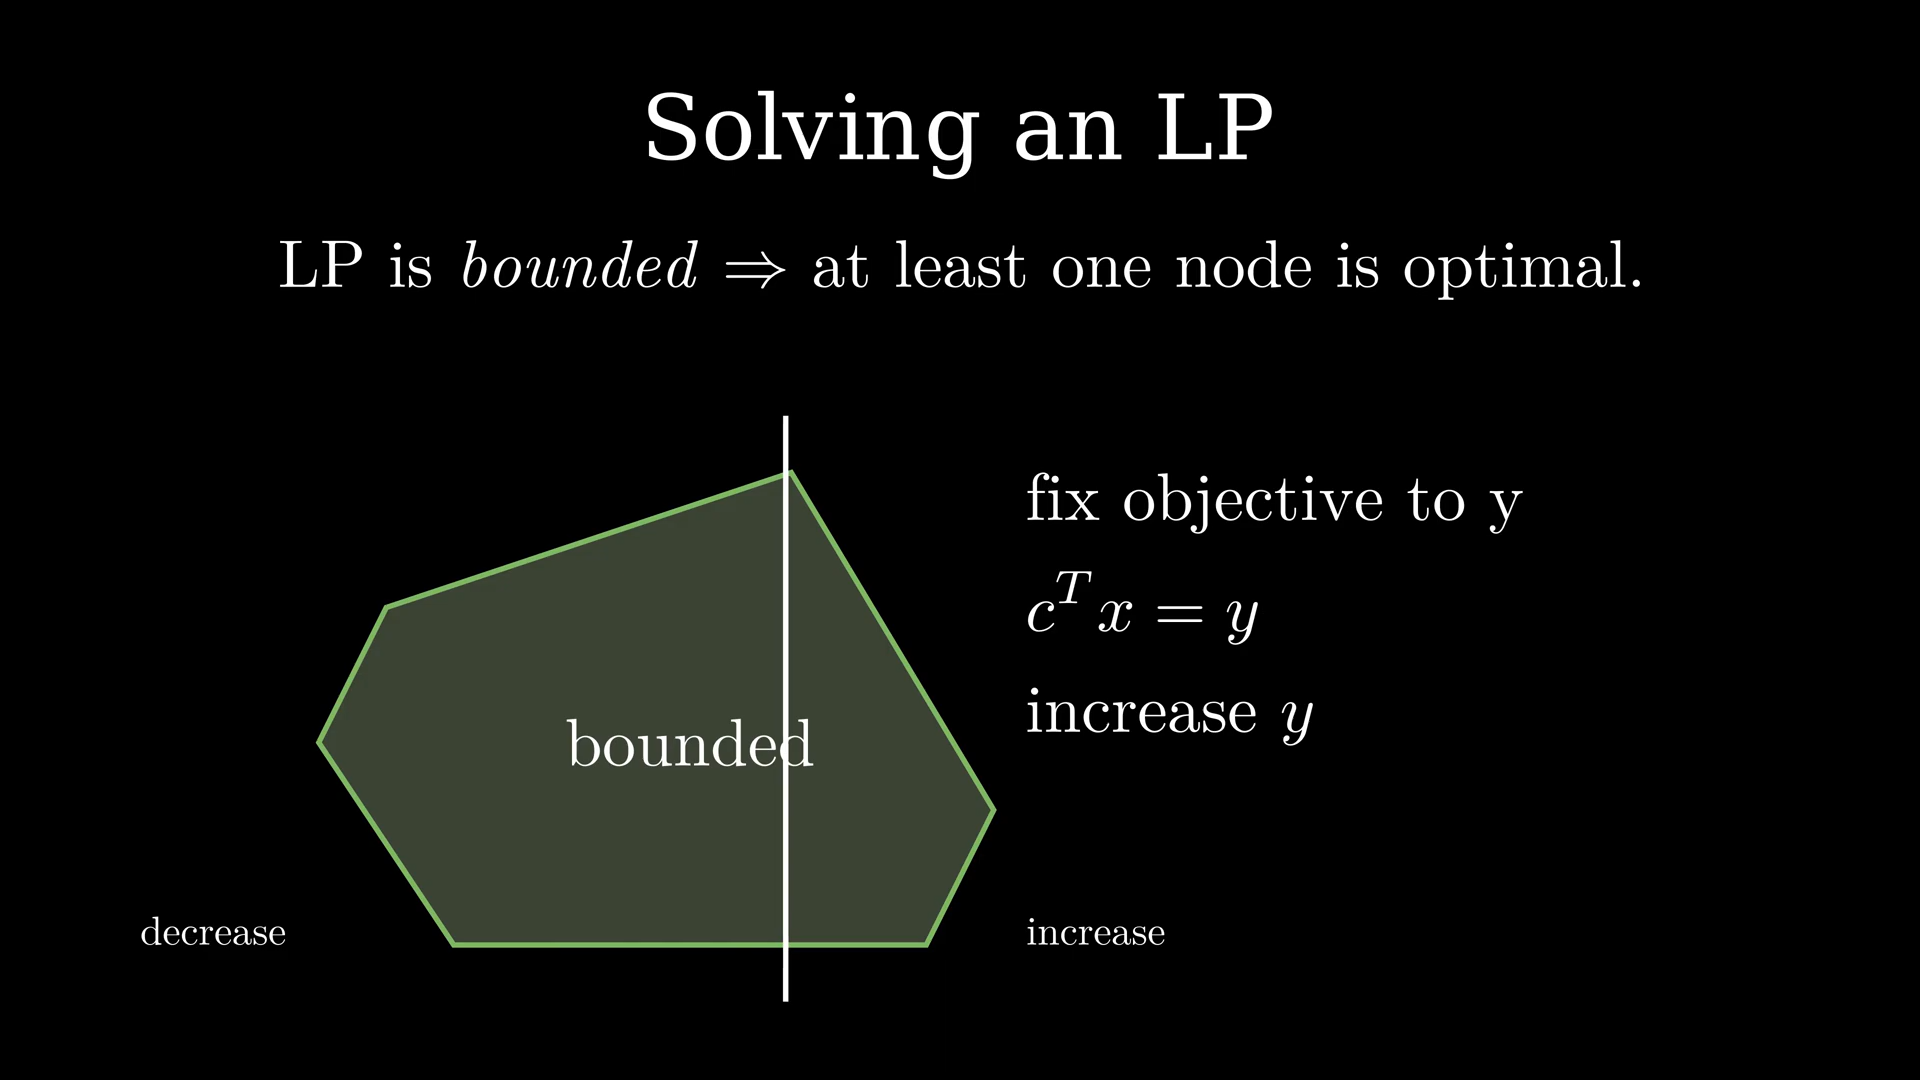 Solving an LP
LP is bounded ⇒ at least one node is optimal.
fix objective to y
c^T x = y
increase y
bounded
decrease
increase